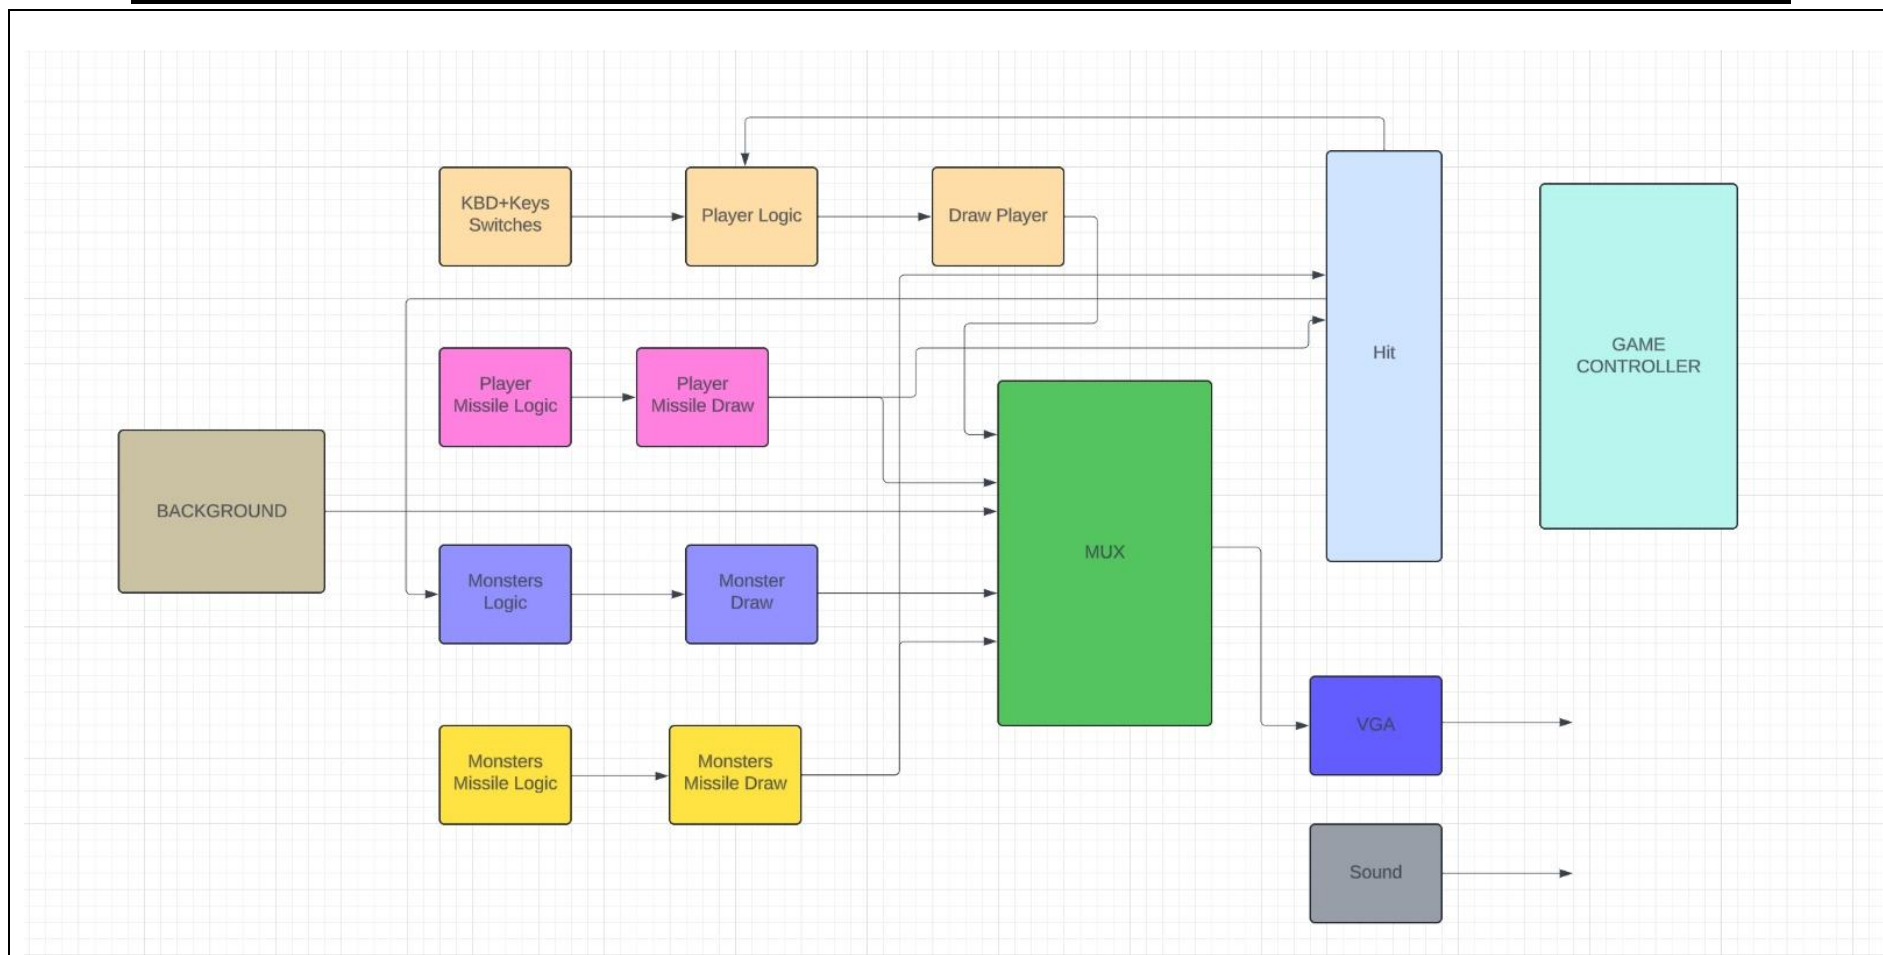 KBD+Keys
Switches
Player Logic
Draw Player
Hit
GAME
CONTROLLER
Player
Missile Logic
Player
Missile Draw
BACKGROUND
MUX
Monsters
Logic
Monster
Draw
Monsters
Missile Logic
Monsters
Missile Draw
VGA
Sound